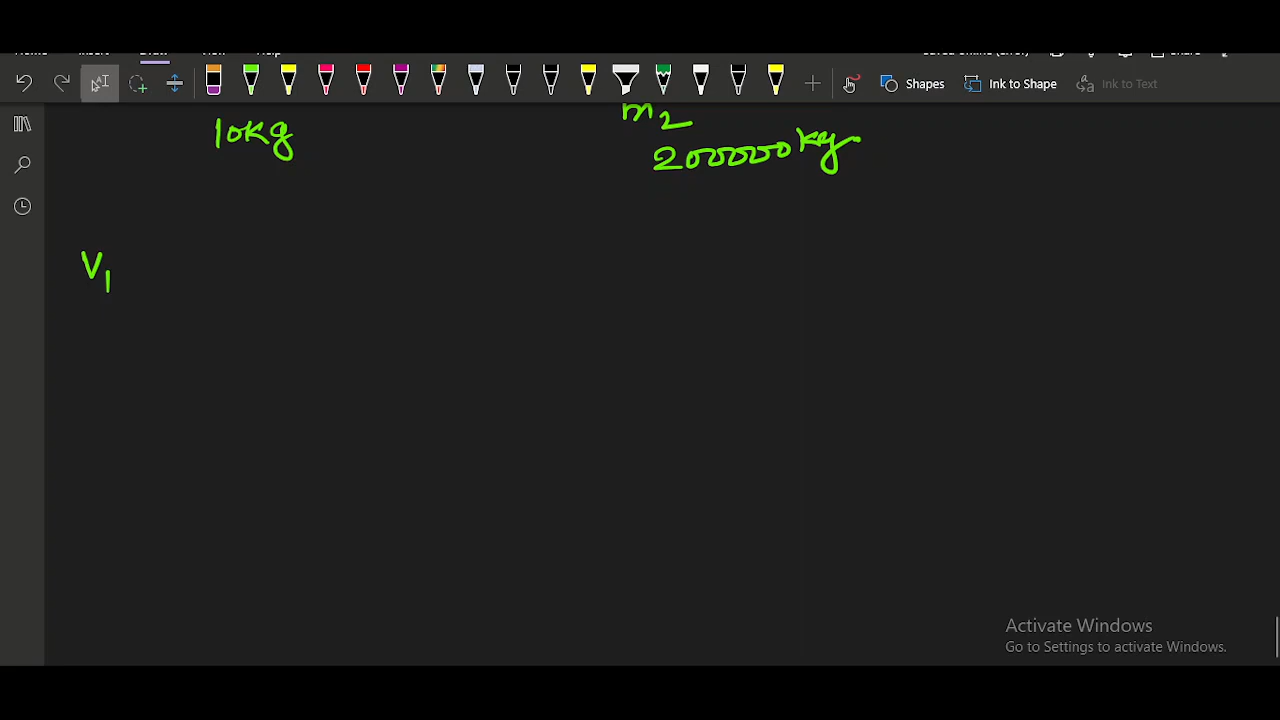 Shapes Ink to Shape Ink to Text
m2
10kg
200000kg
V1
Activate Windows
Go to Settings to activate Windows.